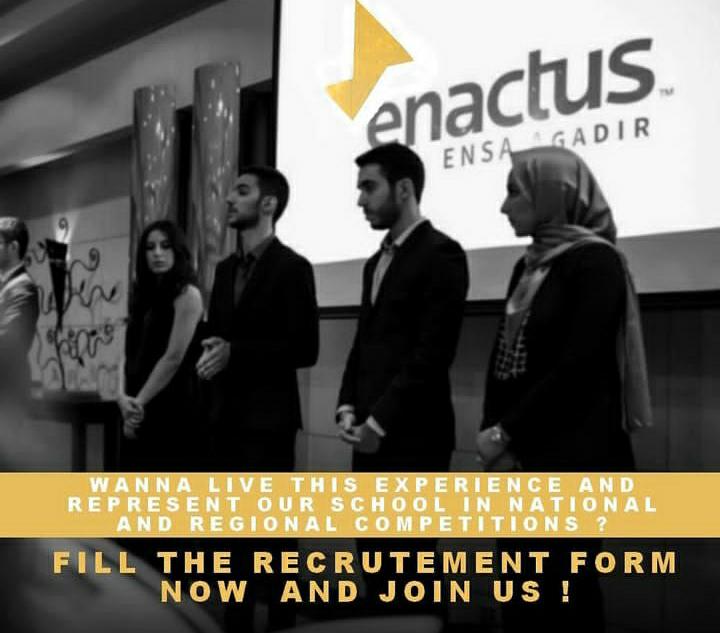 enactus™
ENSA AGADIR
WANNA LIVE THIS EXPERIENCE AND
REPRESENT OUR SCHOOL IN NATIONAL
AND REGIONAL COMPETITIONS ?
FILL THE RECRUTEMENT FORM
NOW AND JOIN US !